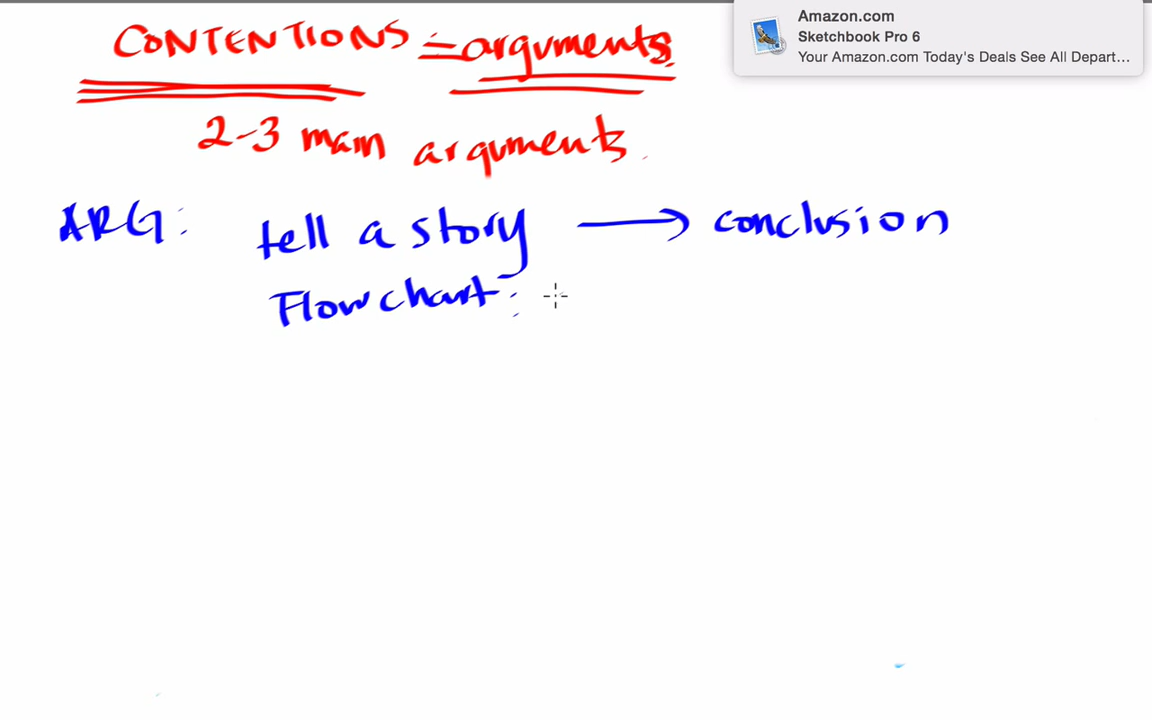 CONTENTIONS = arguments
2-3 main arguments.
ARG: tell a story → conclusion
Flowchart:
Amazon.com
Sketchbook Pro 6
Your Amazon.com Today's Deals See All Depart...